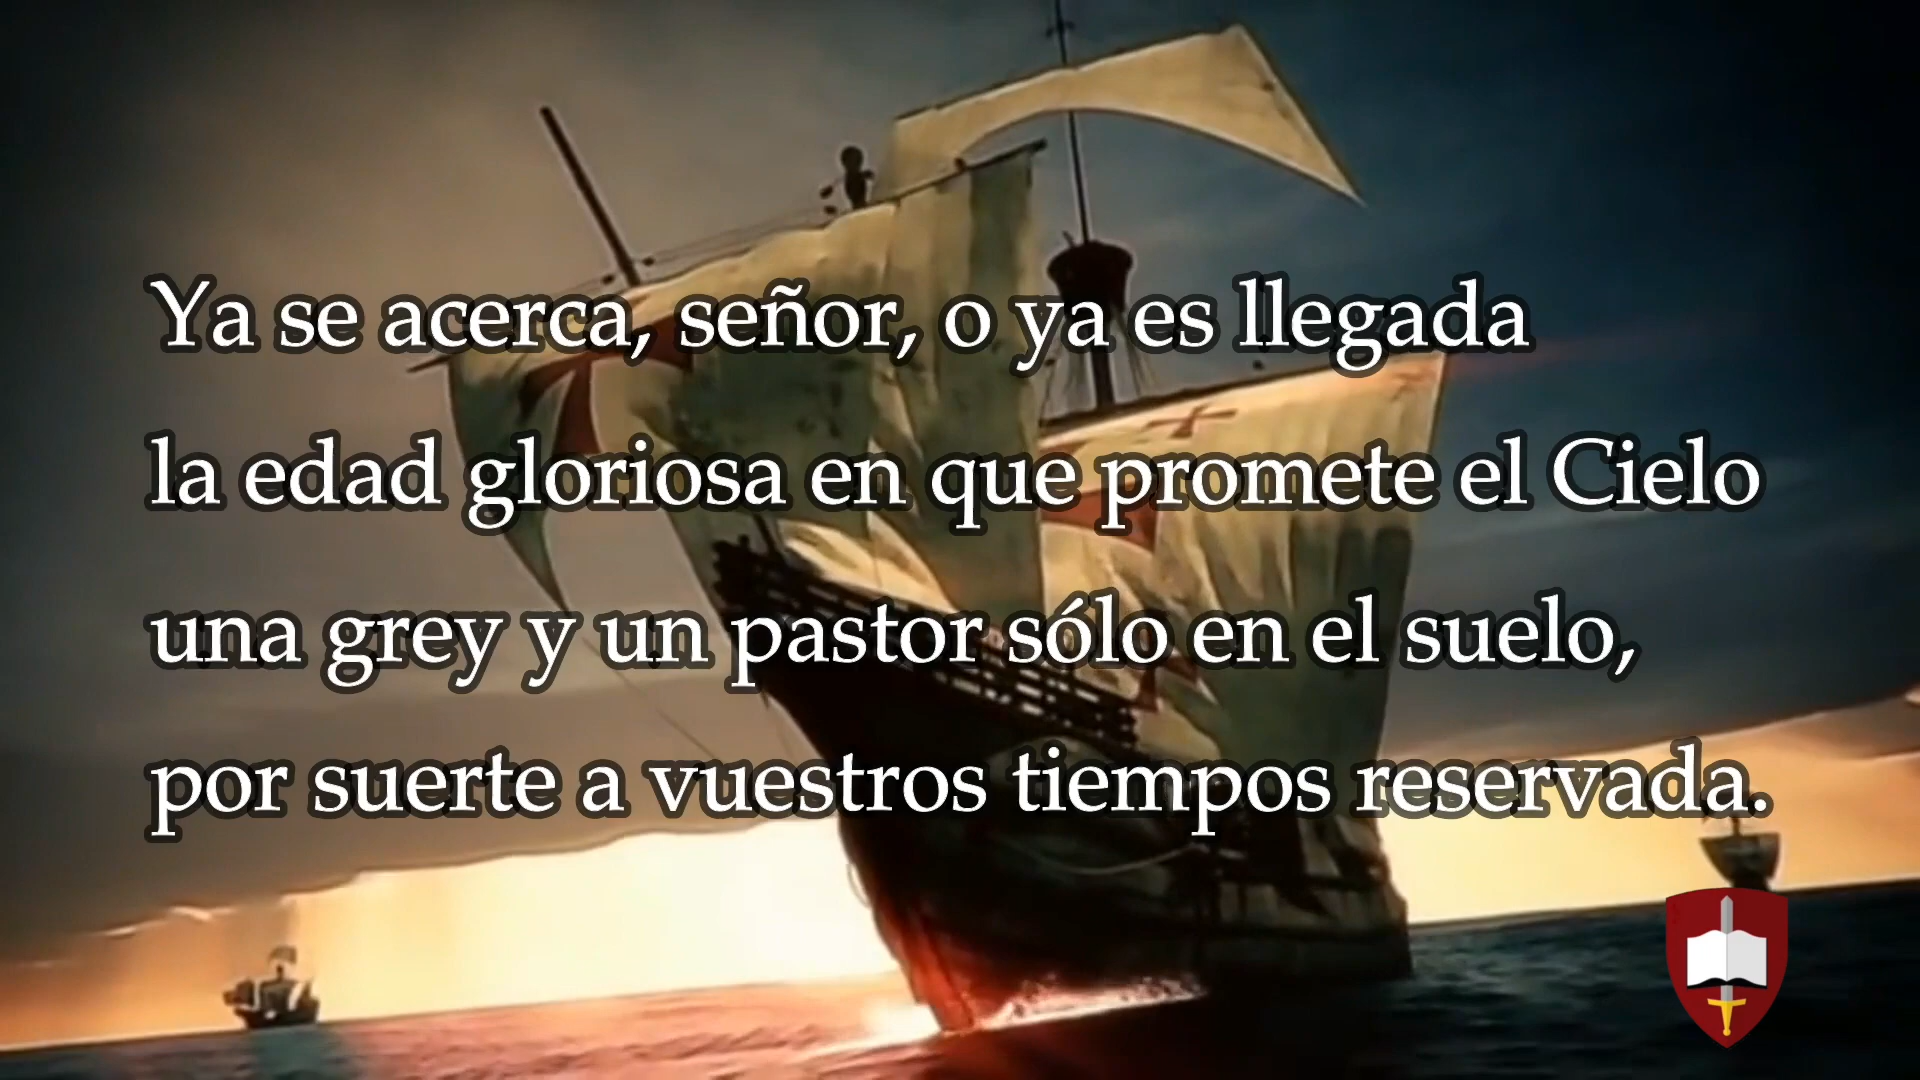 Ya se acerca, señor, o ya es llegada
la edad gloriosa en que promete el Cielo
una grey y un pastor sólo en el suelo,
por suerte a vuestros tiempos reservada.